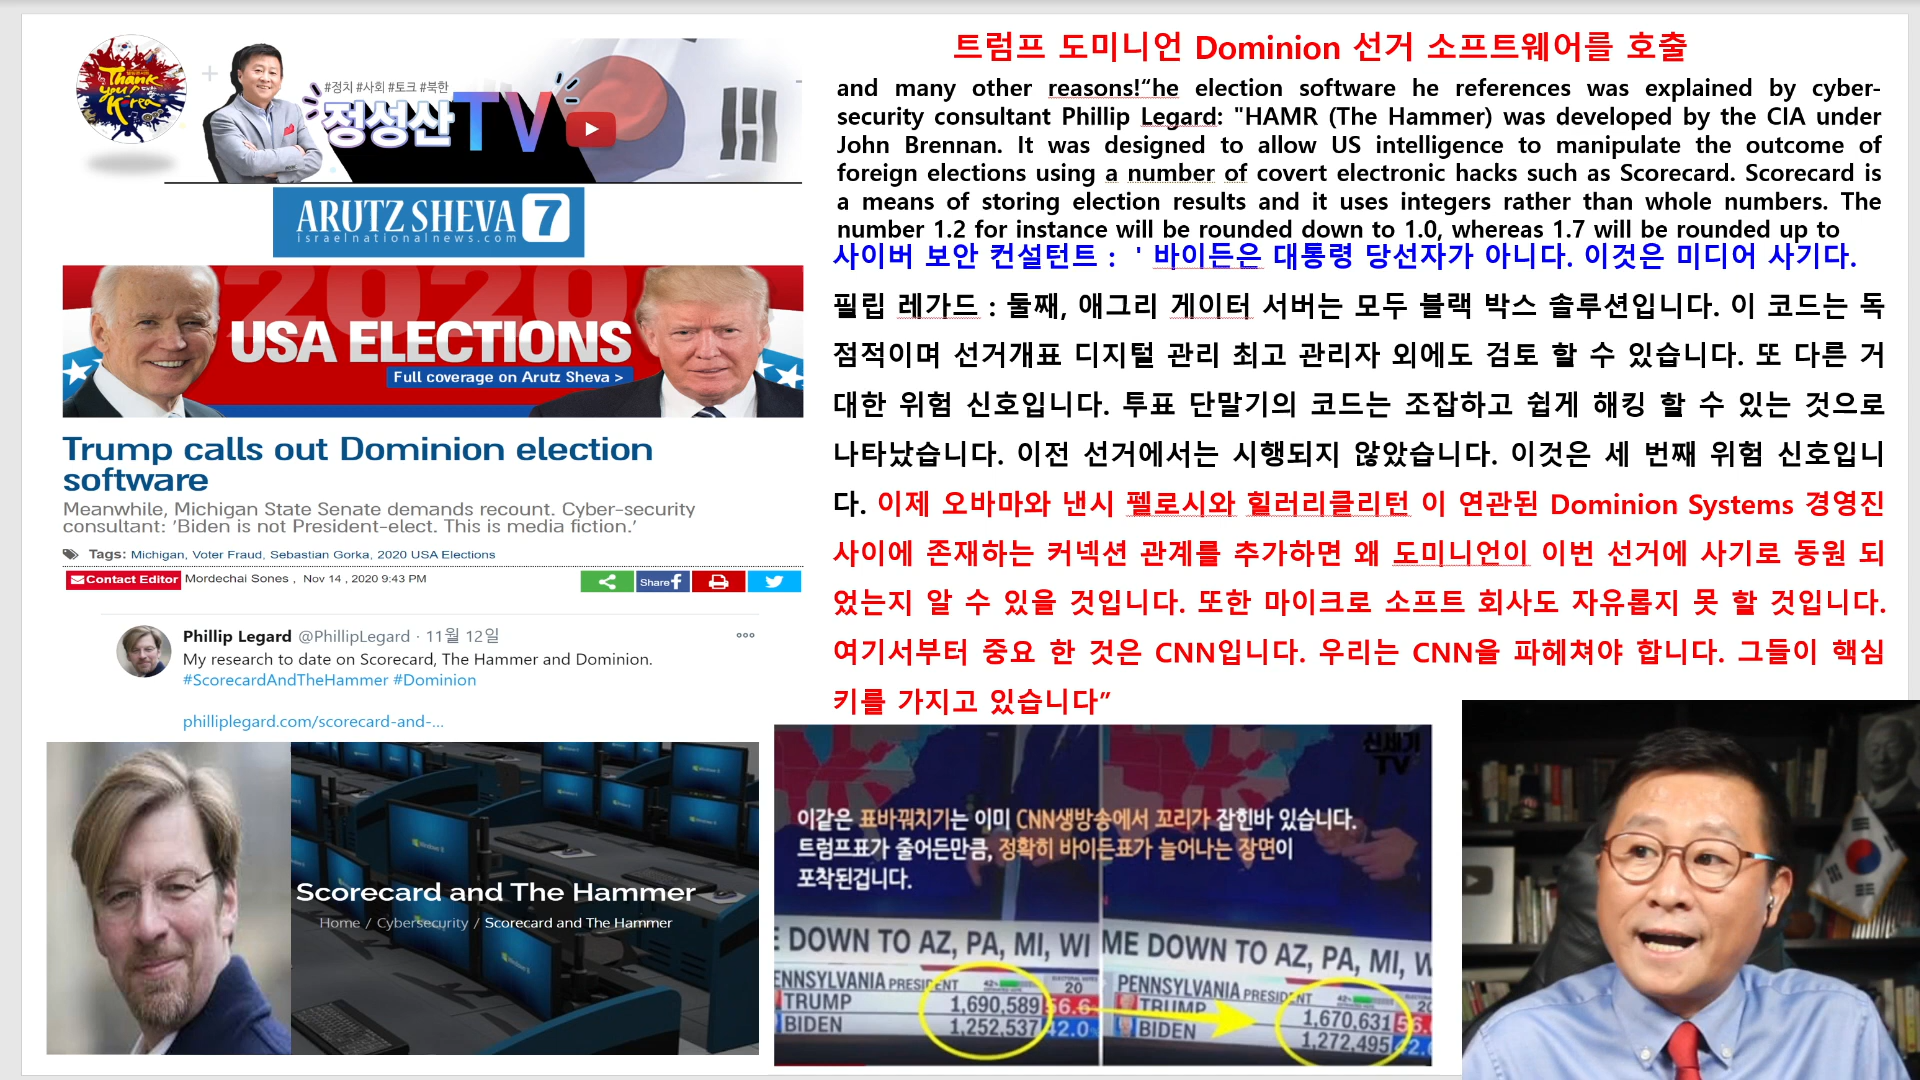 Thank you Korea
#정치 #사회 #토크 #북한
정성산TV
ARUTZ SHEVA 7
israelnationalnews.com
2020
USA ELECTIONS
Full coverage on Arutz Sheva >
Trump calls out Dominion election
software
Meanwhile, Michigan State Senate demands recount. Cyber-security
consultant: 'Biden is not President-elect. This is media fiction.'
Tags: Michigan, Voter Fraud, Sebastian Gorka, 2020 USA Elections
Contact Editor Mordechai Sones , Nov 14 , 2020 9:43 PM
Share f
Phillip Legard @PhillipLegard · 11월 12일
My research to date on Scorecard, The Hammer and Dominion.
#ScorecardAndTheHammer #Dominion
philliplegard.com/scorecard-and-...
Scorecard and The Hammer
Home / Cybersecurity / Scorecard and The Hammer
트럼프 도미니언 Dominion 선거 소프트웨어를 호출
and many other reasons!“he election software he references was explained by cyber-
security consultant Phillip Legard: "HAMR (The Hammer) was developed by the CIA under
John Brennan. It was designed to allow US intelligence to manipulate the outcome of
foreign elections using a number of covert electronic hacks such as Scorecard. Scorecard is
a means of storing election results and it uses integers rather than whole numbers. The
number 1.2 for instance will be rounded down to 1.0, whereas 1.7 will be rounded up to
사이버 보안 컨설턴트 : ' 바이든은 대통령 당선자가 아니다. 이것은 미디어 사기다.
필립 레가드 : 둘째, 애그리 게이터 서버는 모두 블랙 박스 솔루션입니다. 이 코드는 독
점적이며 선거개표 디지털 관리 최고 관리자 외에도 검토 할 수 있습니다. 또 다른 거
대한 위험 신호입니다. 투표 단말기의 코드는 조잡하고 쉽게 해킹 할 수 있는 것으로
나타났습니다. 이전 선거에서는 시행되지 않았습니다. 이것은 세 번째 위험 신호입니
다. 이제 오바마와 낸시 펠로시와 힐러리클리턴 이 연관된 Dominion Systems 경영진
사이에 존재하는 커넥션 관계를 추가하면 왜 도미니언이 이번 선거에 사기로 동원 되
었는지 알 수 있을 것입니다. 또한 마이크로 소프트 회사도 자유롭지 못 할 것입니다.
여기서부터 중요 한 것은 CNN입니다. 우리는 CNN을 파헤쳐야 합니다. 그들이 핵심
키를 가지고 있습니다”
신세기
TV
이같은 표바꿔치기는 이미 CNN생방송에서 꼬리가 잡힌바 있습니다.
트럼프표가 줄어든만큼, 정확히 바이든표가 늘어나는 장면이
포착된겁니다.
E DOWN TO AZ, PA, MI, WI
ENNSYLVANIA PRESIDENT 42% 20
TRUMP 1,690,589 56.6
BIDEN 1,252,537 42.0
ME DOWN TO AZ, PA, MI, W
PENNSYLVANIA PRESIDENT 42% 20
TRUMP 1,670,631 56.
BIDEN 1,272,495 42.